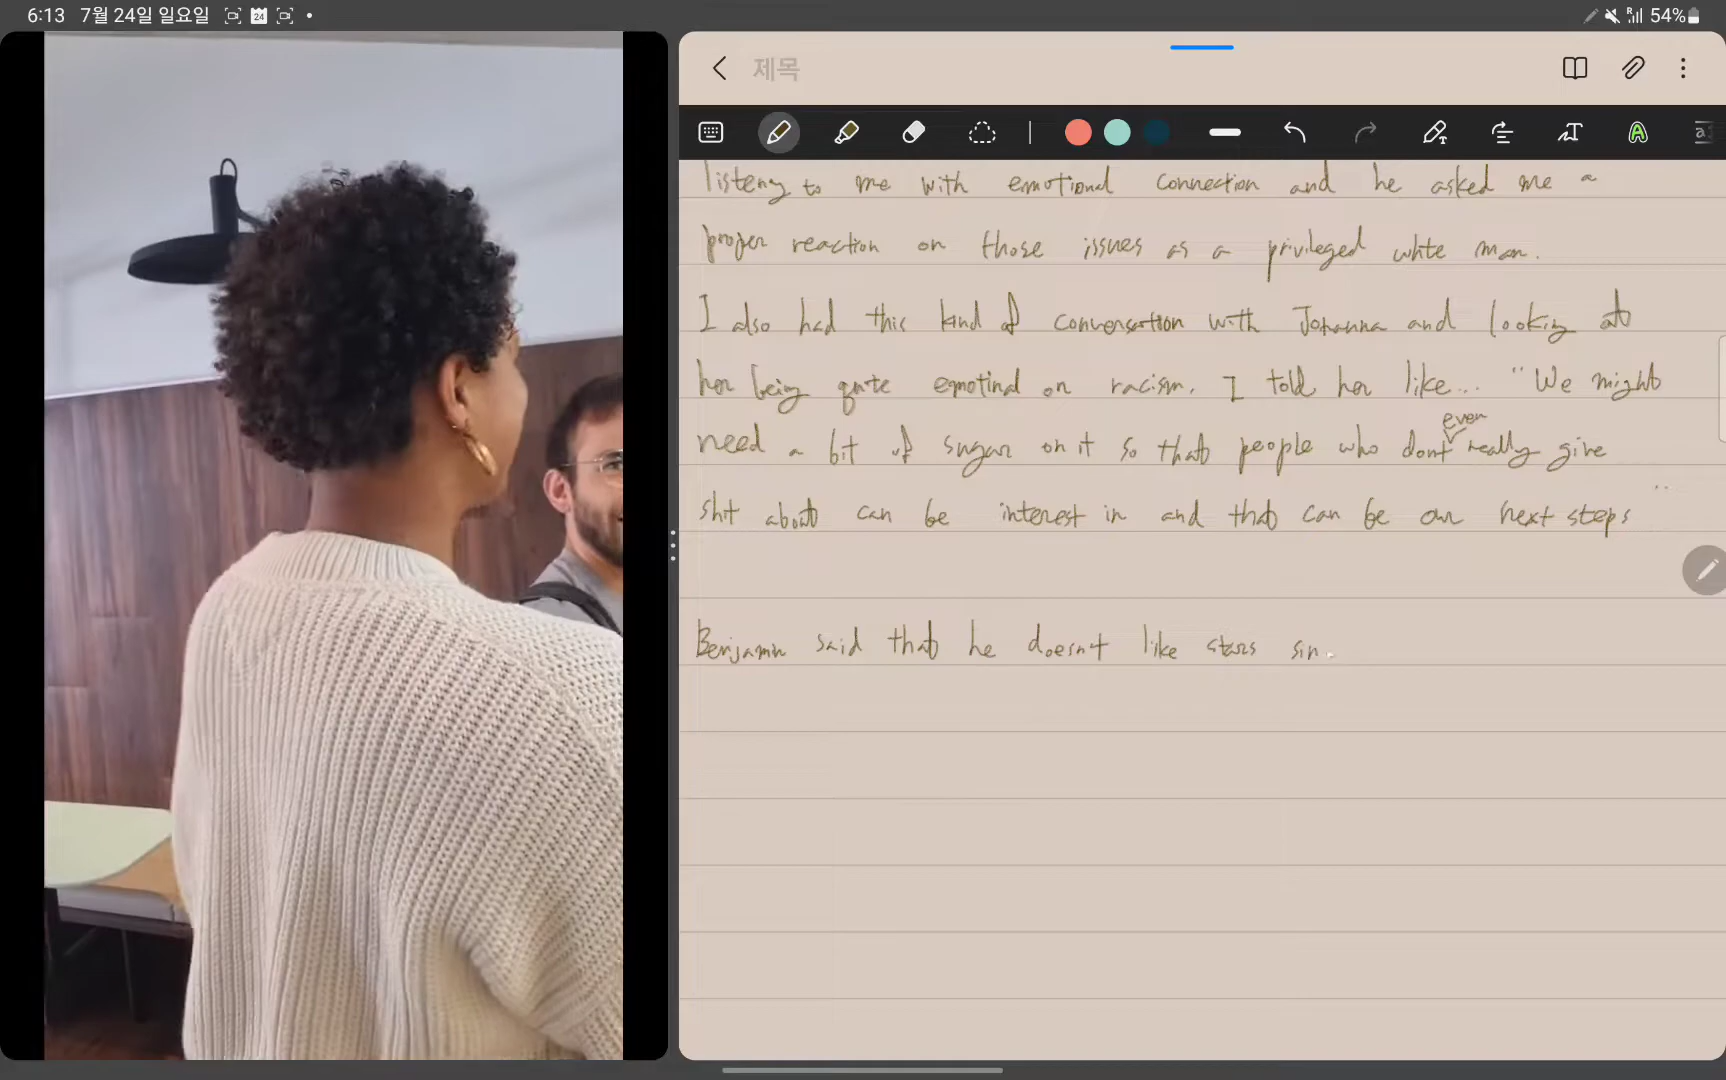 6:13 7월 24일 일요일 24 54%
제목
listeny to me with emotional connection and he asked me a
proper reaction on those issues as a privileged white man.
I also had this kind of conversation with Johanna and looking at
her being quite emotinal on racism. I told her like... "We might
even
need a bit of sugar on it so that people who don't really give
shit about can be interest in and that can be our next steps"
Benjamin said that he doesn't like stars sin